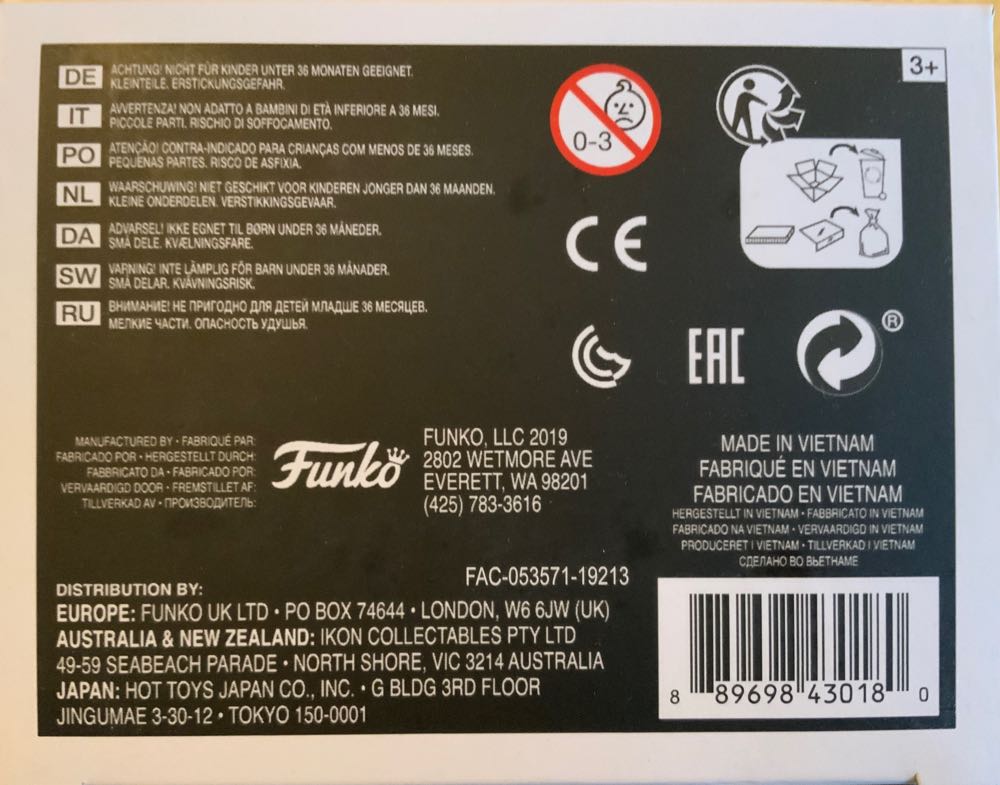 DE
ACHTUNG! NICHT FÜR KINDER UNTER 36 MONATEN GEEIGNET.
KLEINTEILE. ERSTICKUNGSGEFAHR.
IT
AVVERTENZA! NON ADATTO A BAMBINI DI ETÀ INFERIORE A 36 MESI.
PICCOLE PARTI. RISCHIO DI SOFFOCAMENTO.
PO
ATENÇÃO! CONTRA-INDICADO PARA CRIANÇAS COM MENOS DE 36 MESES.
PEQUENAS PARTES. RISCO DE ASFIXIA.
NL
WAARSCHUWING! NIET GESCHIKT VOOR KINDEREN JONGER DAN 36 MAANDEN.
KLEINE ONDERDELEN. VERSTIKKINGSGEVAAR.
DA
ADVARSEL! IKKE EGNET TIL BØRN UNDER 36 MÅNEDER.
SMÅ DELE. KVÆLNINGSFARE.
SW
VARNING! INTE LÄMPLIG FÖR BARN UNDER 36 MÅNADER.
SMÅ DELAR. KVÄVNINGSRISK.
RU
ВНИМАНИЕ! НЕ ПРИГОДНО ДЛЯ ДЕТЕЙ МЛАДШЕ 36 МЕСЯЦЕВ.
МЕЛКИЕ ЧАСТИ. ОПАСНОСТЬ УДУШЬЯ.
0-3
3+
CE
EAC
®
MANUFACTURED BY • FABRIQUÉ PAR:
FABRICADO POR • HERGESTELLT DURCH:
FABBRICATO DA • FABRICADO POR:
VERVAARDIGD DOOR • FREMSTILLET AF:
TILLVERKAD AV • ПРОИЗВОДИТЕЛЬ:
Funko
FUNKO, LLC 2019
2802 WETMORE AVE
EVERETT, WA 98201
(425) 783-3616
MADE IN VIETNAM
FABRIQUÉ EN VIETNAM
FABRICADO EN VIETNAM
HERGESTELLT IN VIETNAM • FABBRICATO IN VIETNAM
FABRICADO NA VIETNAM • VERVAARDIGD IN VIETNAM
PRODUCERET I VIETNAM • TILLVERKAD I VIETNAM
СДЕЛАНО ВО ВЬЕТНАМЕ
FAC-053571-19213
DISTRIBUTION BY:
EUROPE: FUNKO UK LTD • PO BOX 74644 • LONDON, W6 6JW (UK)
AUSTRALIA & NEW ZEALAND: IKON COLLECTABLES PTY LTD
49-59 SEABEACH PARADE • NORTH SHORE, VIC 3214 AUSTRALIA
JAPAN: HOT TOYS JAPAN CO., INC. • G BLDG 3RD FLOOR
JINGUMAE 3-30-12 • TOKYO 150-0001
8 89698 43018 0